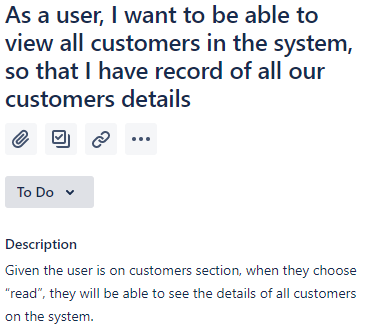 As a user, I want to be able to
view all customers in the system,
so that I have record of all our
customers details
To Do
Description
Given the user is on customers section, when they choose
“read”, they will be able to see the details of all customers
on the system.